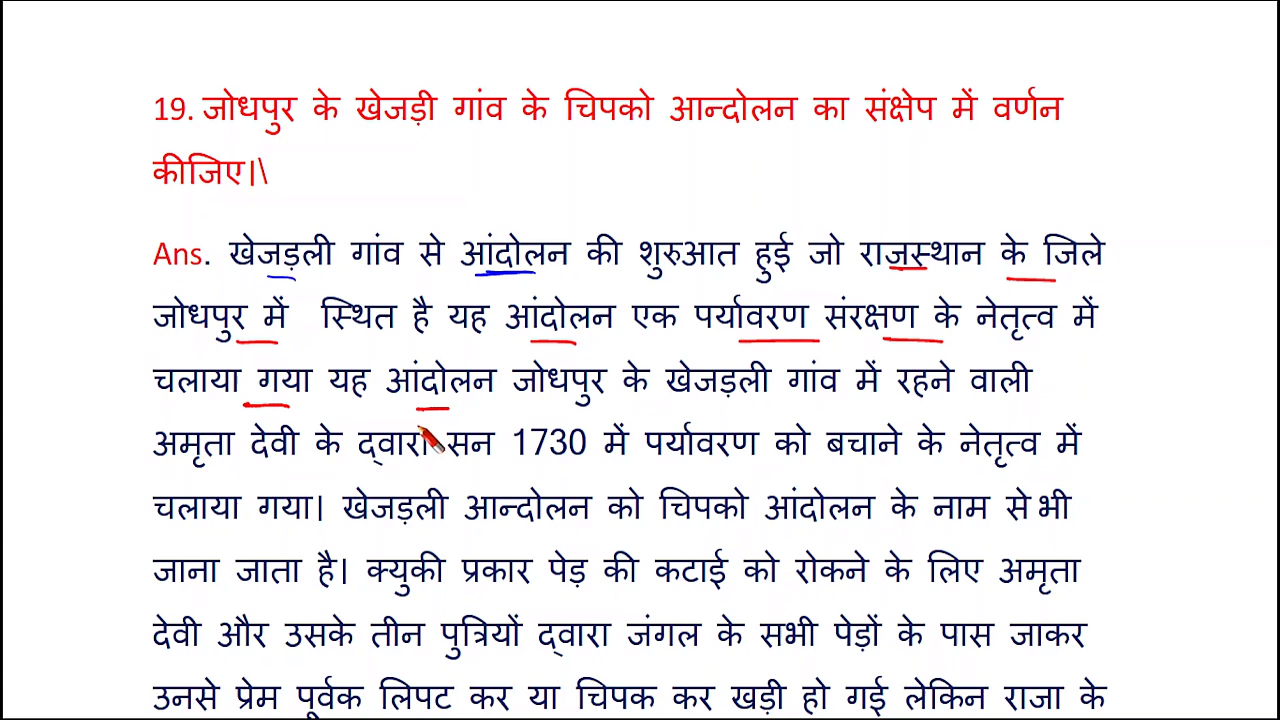 19. जोधपुर के खेजड़ी गांव के चिपको आन्दोलन का संक्षेप में वर्णन
कीजिए।\
Ans. खेजड़ली गांव से आंदोलन की शुरुआत हुई जो राजस्थान के जिले
जोधपुर में स्थित है यह आंदोलन एक पर्यावरण संरक्षण के नेतृत्व में
चलाया गया यह आंदोलन जोधपुर के खेजड़ली गांव में रहने वाली
अमृता देवी के द्वारा सन 1730 में पर्यावरण को बचाने के नेतृत्व में
चलाया गया। खेजड़ली आन्दोलन को चिपको आंदोलन के नाम से भी
जाना जाता है। क्युकी प्रकार पेड़ की कटाई को रोकने के लिए अमृता
देवी और उसके तीन पुत्रियों द्वारा जंगल के सभी पेड़ों के पास जाकर
उनसे प्रेम पूर्वक लिपट कर या चिपक कर खड़ी हो गई लेकिन राजा के